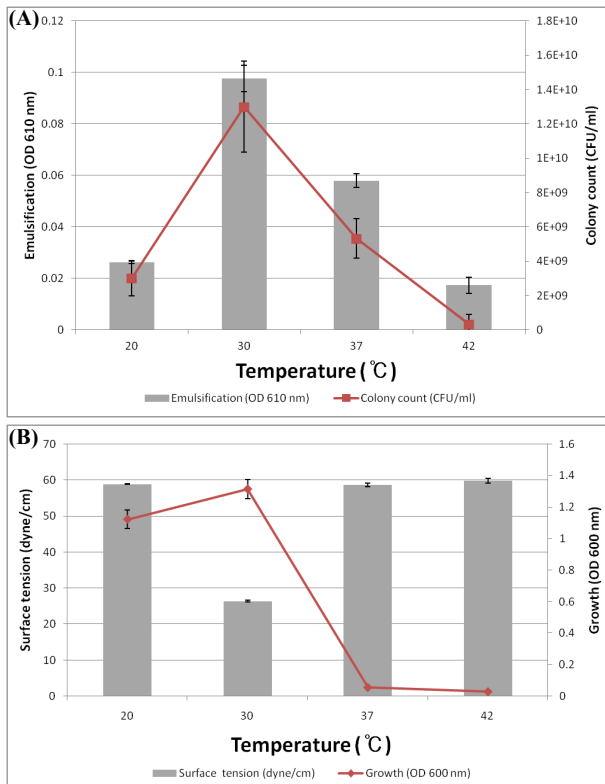 (A)
0.12
0.1
0.08
0.06
0.04
0.02
0
Emulsification (OD 610 nm)
1.8E+10
1.6E+10
1.4E+10
1.2E+10
1E+10
8E+09
6E+09
4E+09
2E+09
0
Colony count (CFU/ml)
20 30 37 42
Temperature (℃)
Emulsification (OD 610 nm) Colony count (CFU/ml)
(B)
70
60
50
40
30
20
10
0
Surface tension (dyne/cm)
1.6
1.4
1.2
1
0.8
0.6
0.4
0.2
0
Growth (OD 600 nm)
20 30 37 42
Temperature (℃)
Surface tension (dyne/cm) Growth (OD 600 nm)